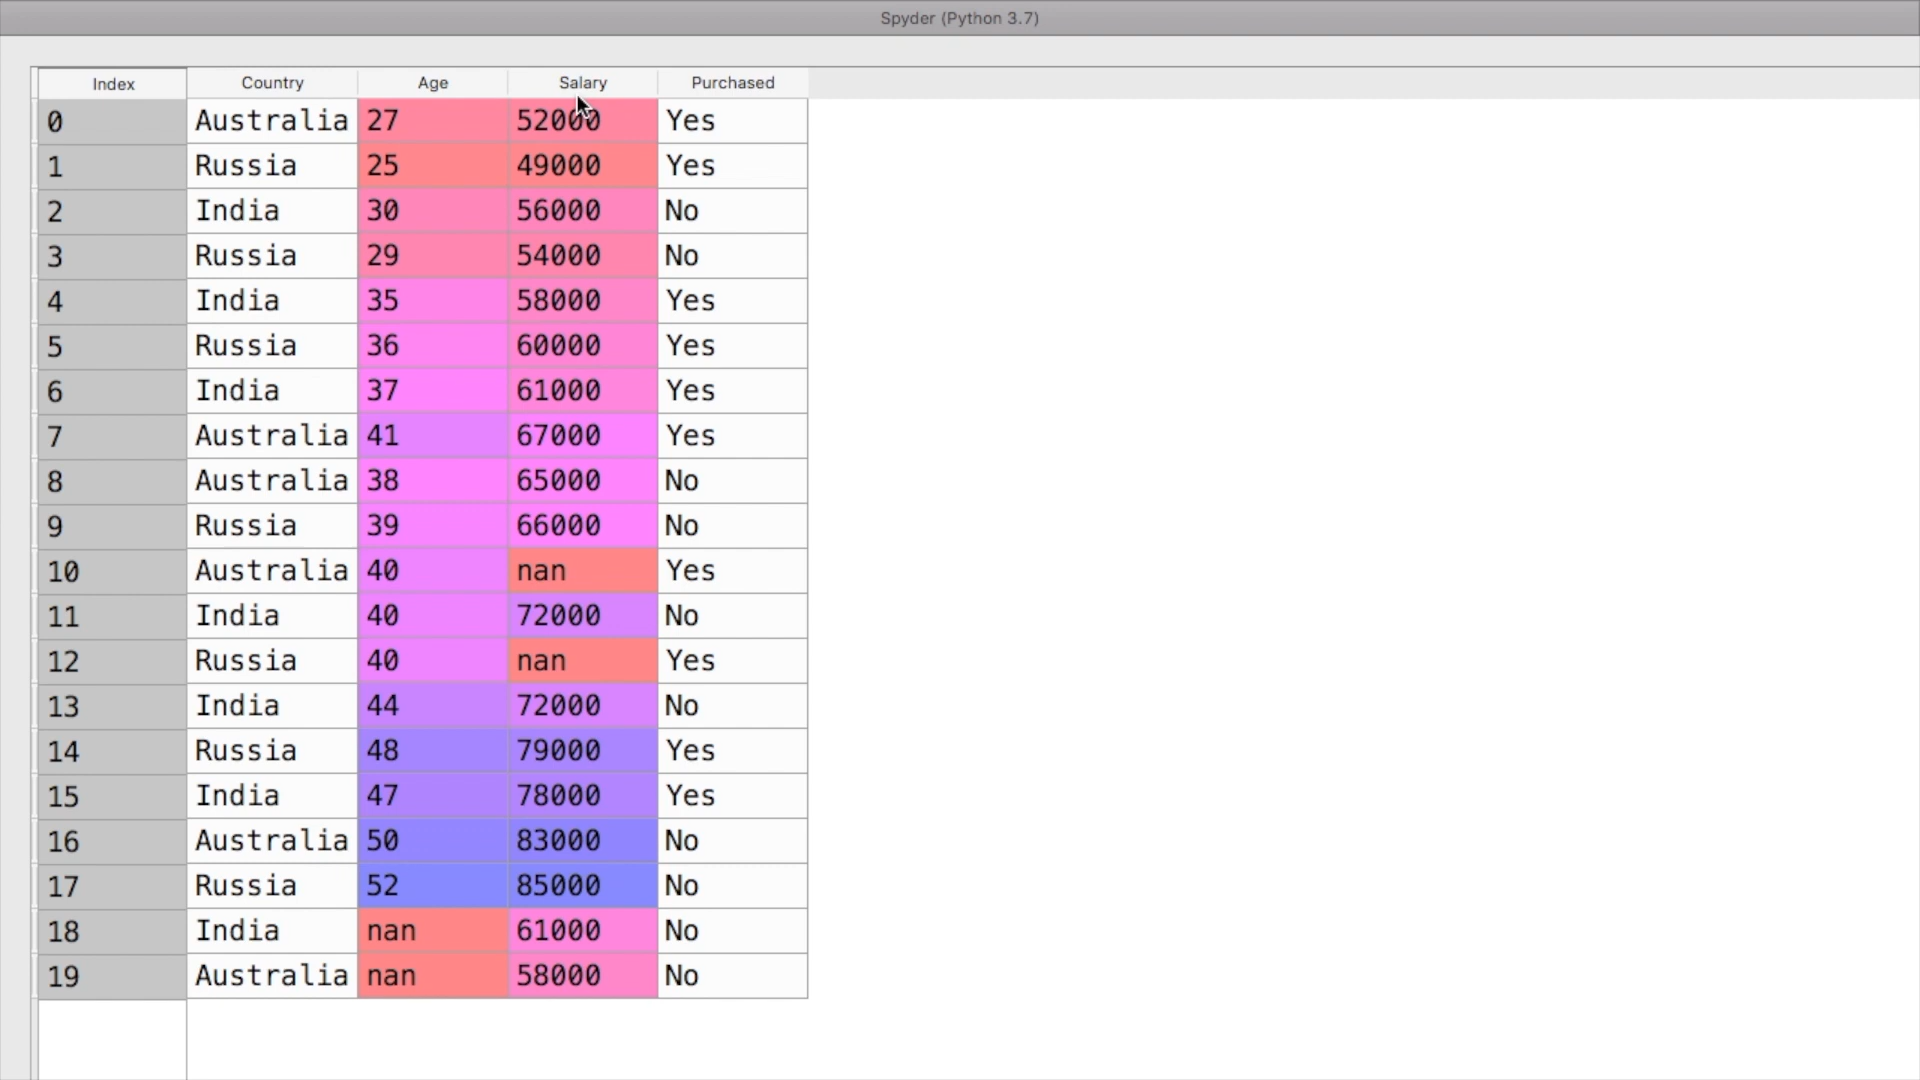 Spyder (Python 3.7)
Index Country Age Salary Purchased
0 Australia 27 52000 Yes
1 Russia 25 49000 Yes
2 India 30 56000 No
3 Russia 29 54000 No
4 India 35 58000 Yes
5 Russia 36 60000 Yes
6 India 37 61000 Yes
7 Australia 41 67000 Yes
8 Australia 38 65000 No
9 Russia 39 66000 No
10 Australia 40 nan Yes
11 India 40 72000 No
12 Russia 40 nan Yes
13 India 44 72000 No
14 Russia 48 79000 Yes
15 India 47 78000 Yes
16 Australia 50 83000 No
17 Russia 52 85000 No
18 India nan 61000 No
19 Australia nan 58000 No